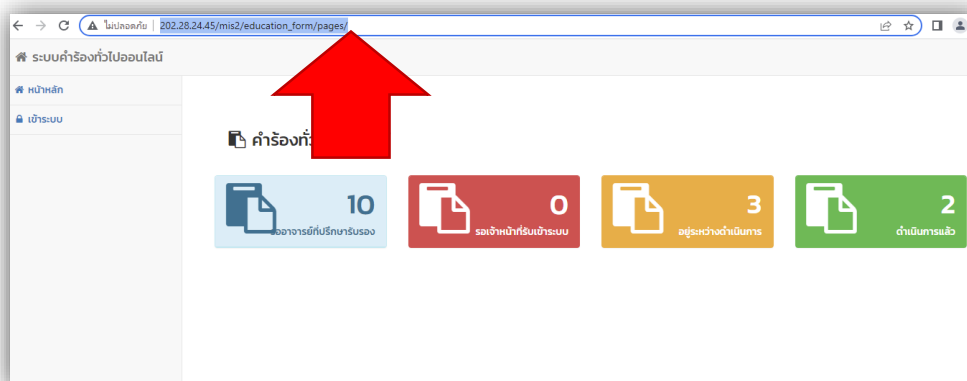 ไม่ปลอดภัย | 202.28.24.45/mis2/education_form/pages/
ระบบคำร้องทั่วไปออนไลน์
หน้าหลัก
เข้าระบบ
คำร้องทั่ว
10
รออาจารย์ที่ปรึกษารับรอง
0
รอเจ้าหน้าที่รับเข้าระบบ
3
อยู่ระหว่างดำเนินการ
2
ดำเนินการแล้ว